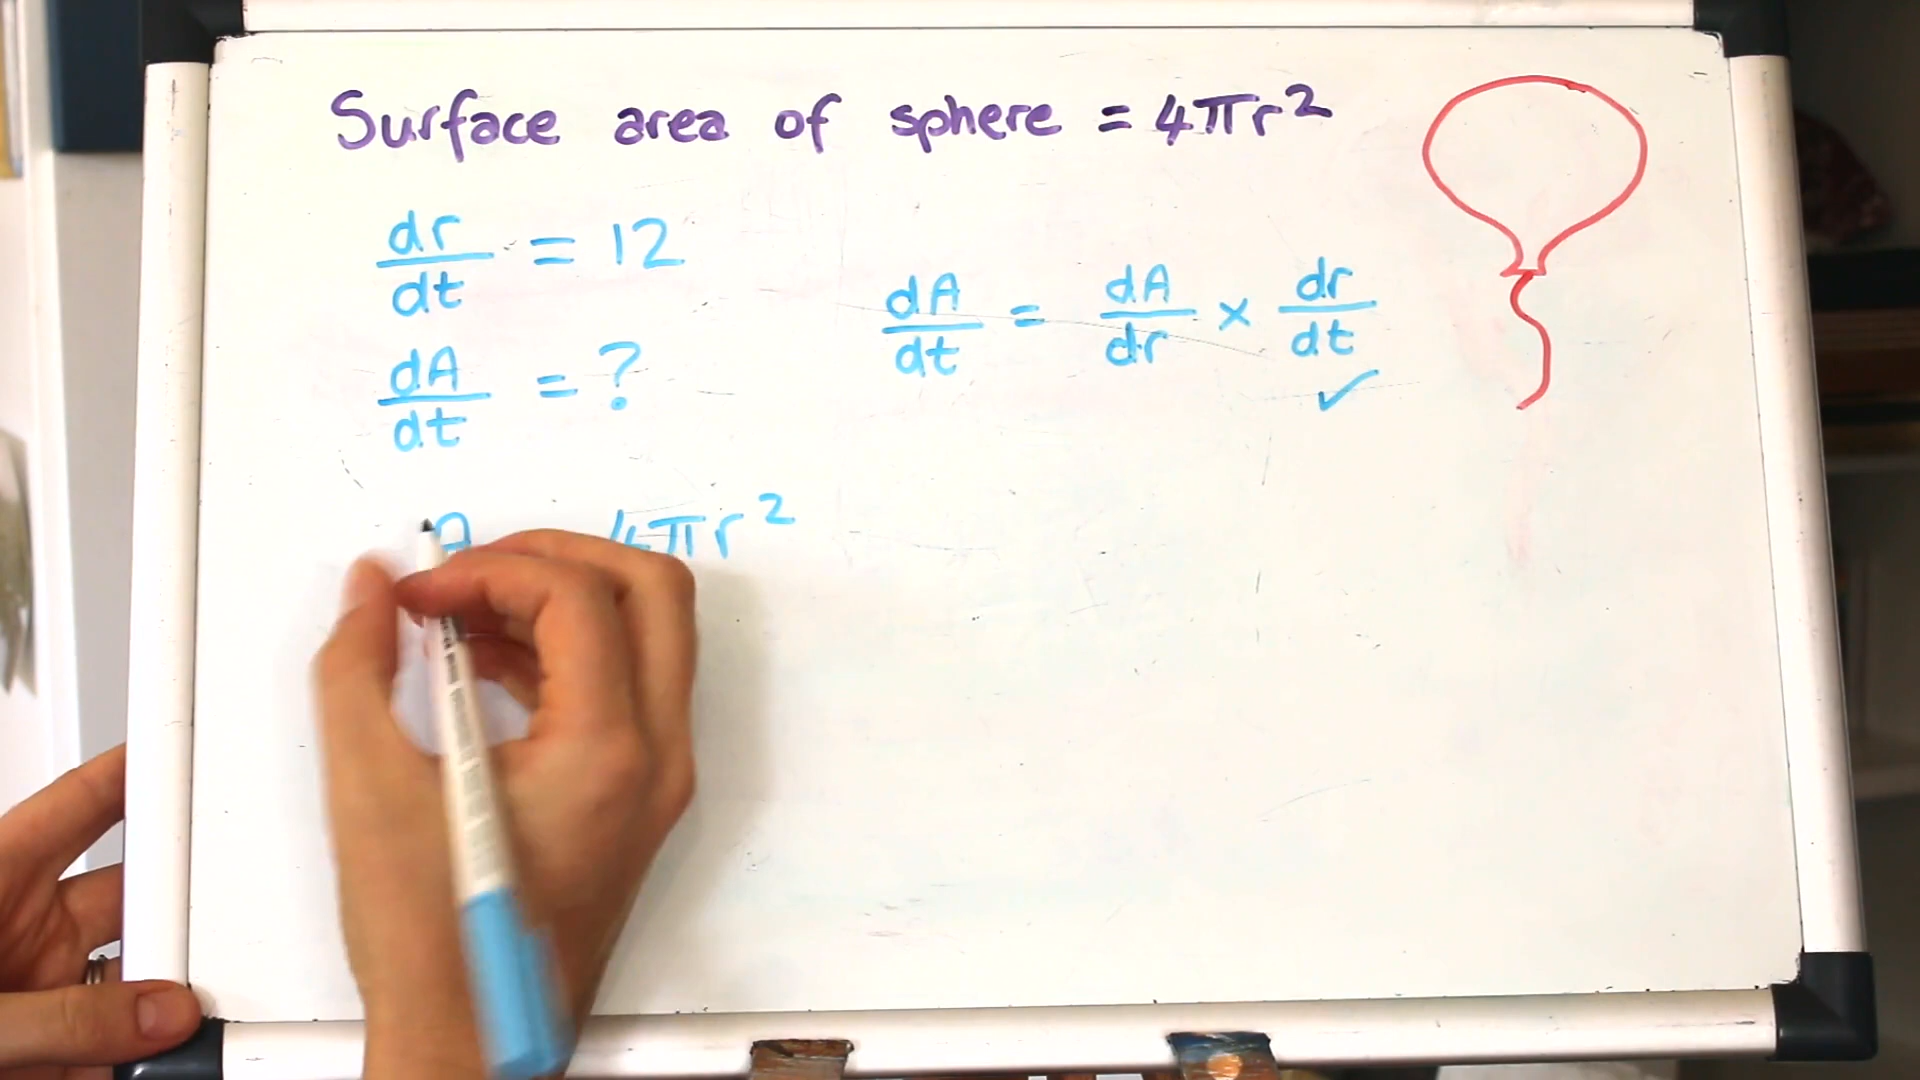 Surface area of sphere = 4πr²
dr/dt = 12
dA/dt = ?
dA/dt = dA/dr × dr/dt
✓
A 4πr²